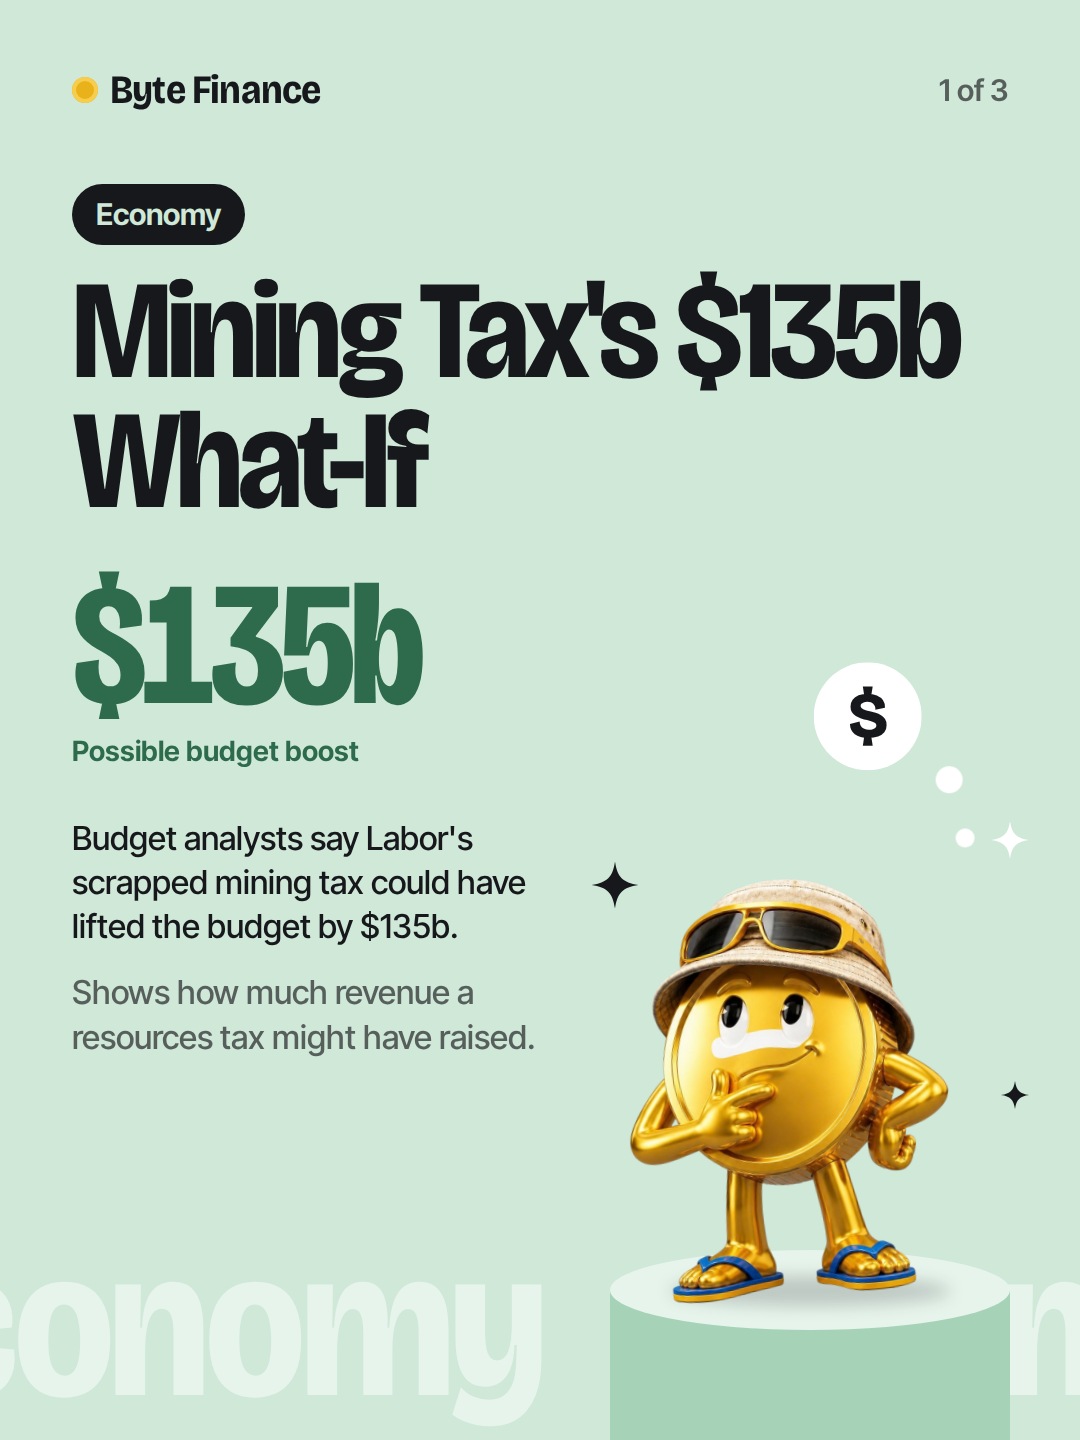 Byte Finance
1 of 3
Economy
Mining Tax's $135b
What-If
$135b
Possible budget boost
Budget analysts say Labor's
scrapped mining tax could have
lifted the budget by $135b.
Shows how much revenue a
resources tax might have raised.
$
conomy